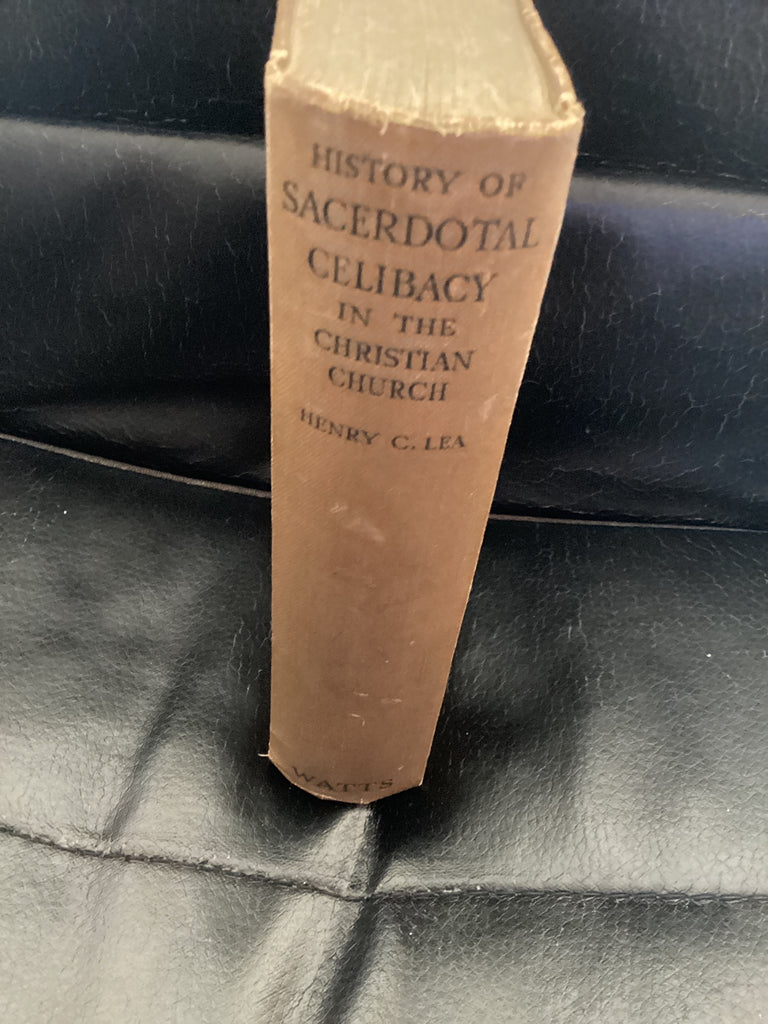 HISTORY OF
SACERDOTAL
CELIBACY
IN THE
CHRISTIAN
CHURCH
HENRY C. LEA
WATTS